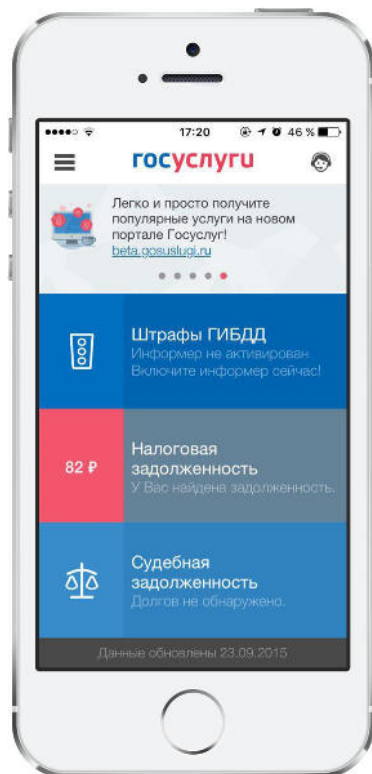 17:20 46 %
госуслуги
Легко и просто получите
популярные услуги на новом
портале Госуслуг!
beta.gosuslugi.ru
Штрафы ГИБДД
Информер не активирован
Включите информер сейчас!
82 ₽
Налоговая
задолженность
У Вас найдена задолженность.
Судебная
задолженность
Долгов не обнаружено.
Данные обновлены 23.09.2015